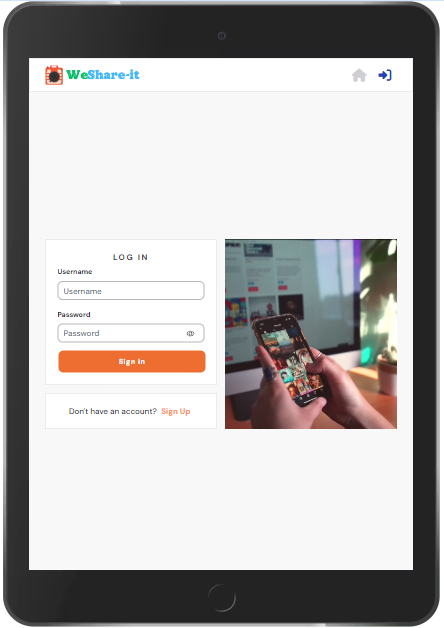 WeShare-it
LOG IN
Username
Username
Password
Password
Sign In
Don't have an account? Sign Up